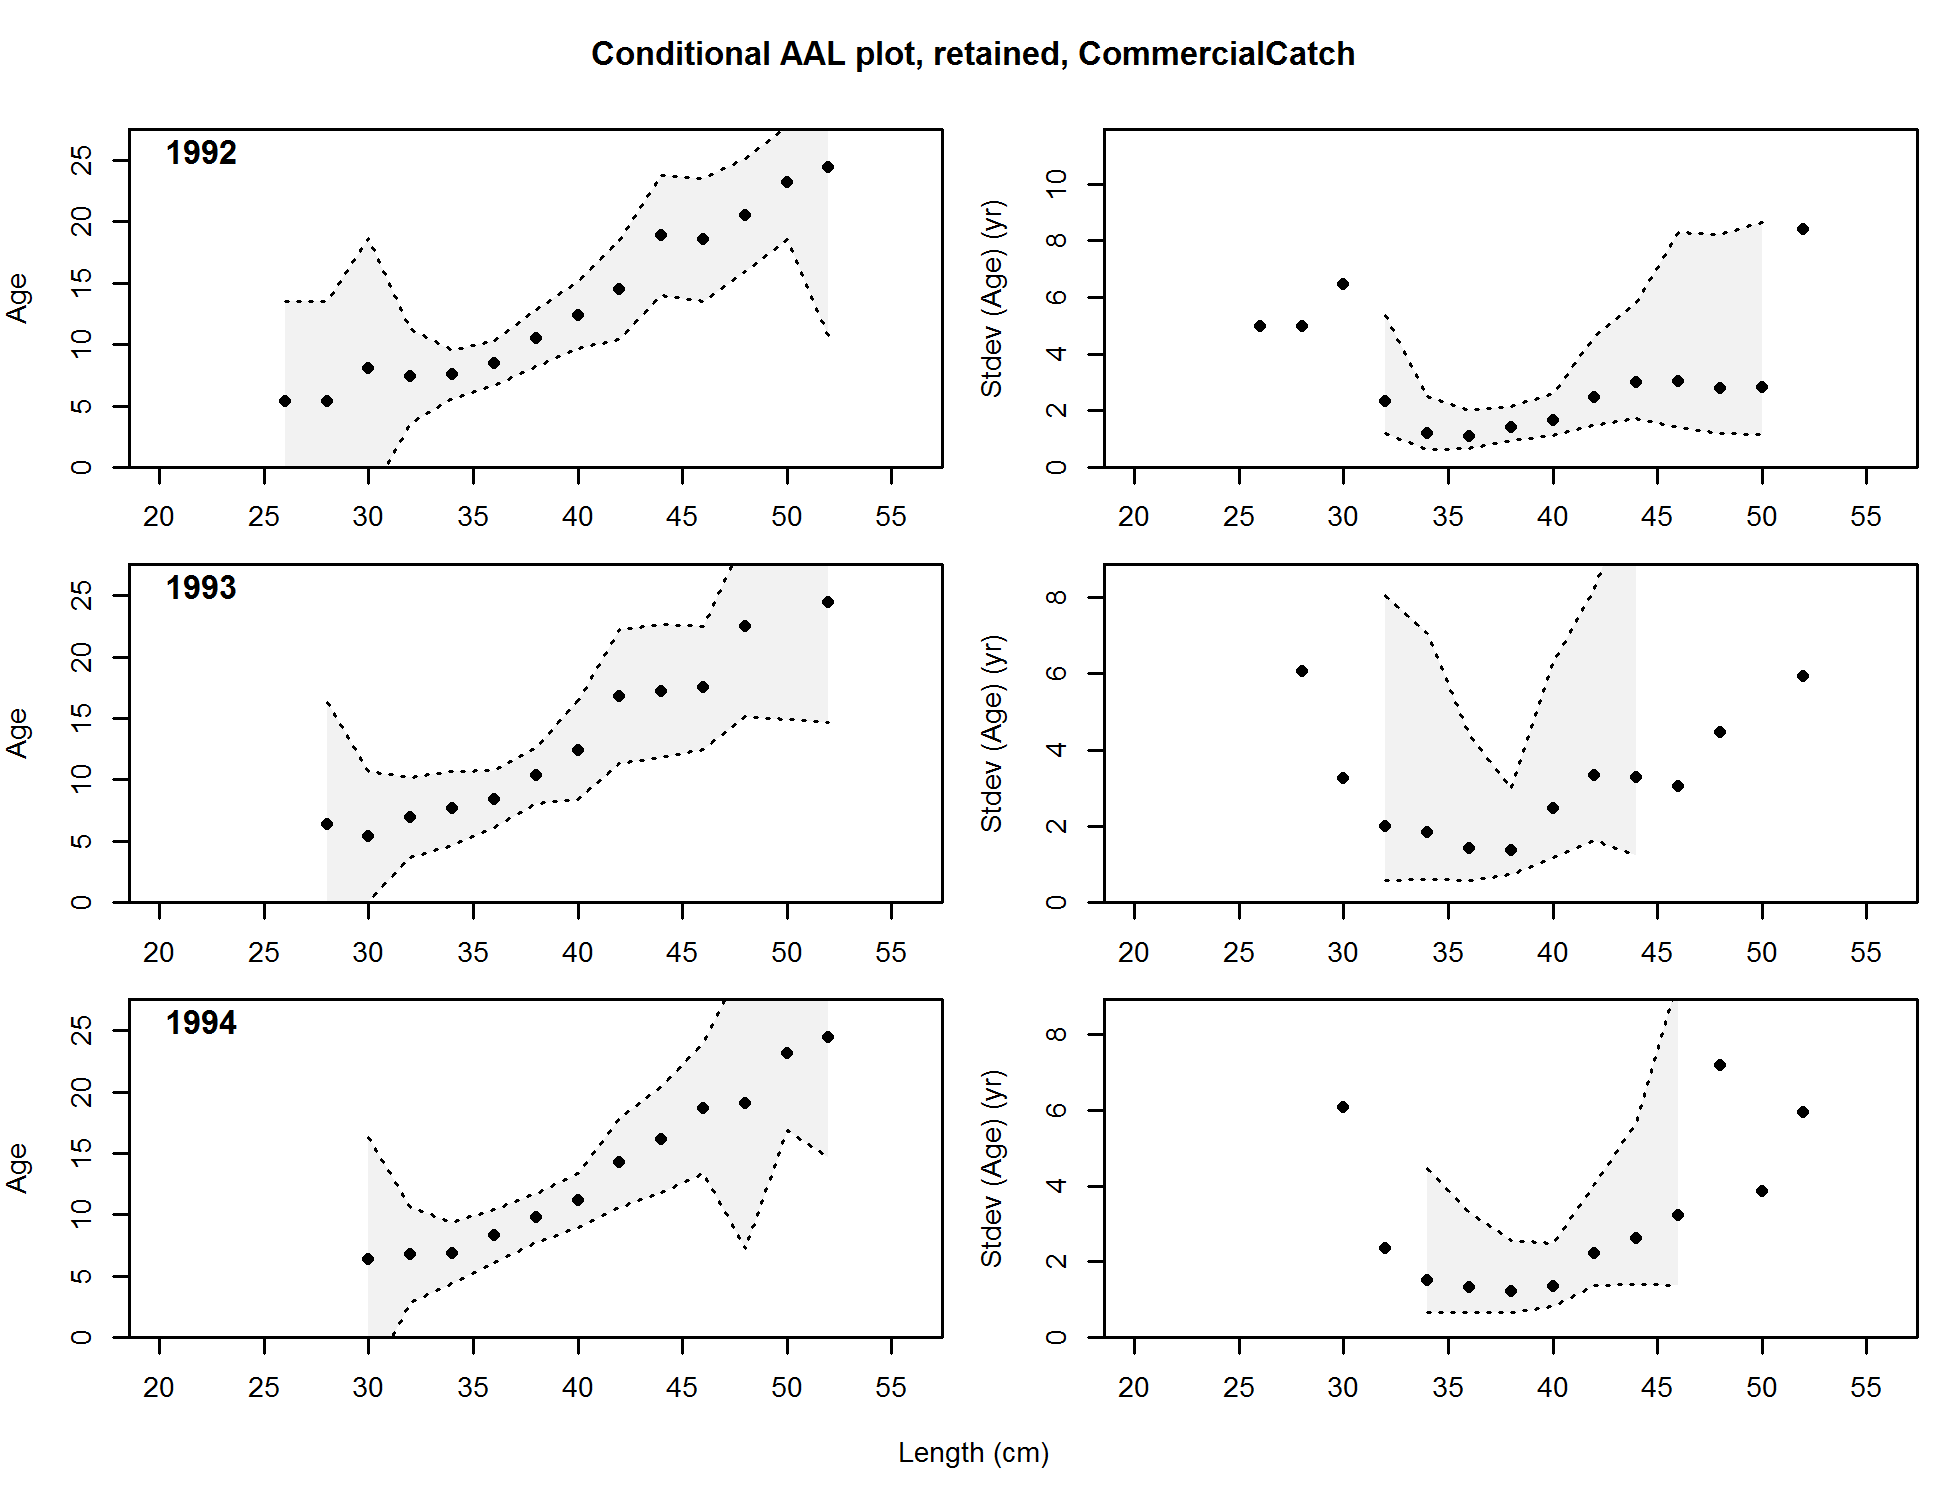 Conditional AAL plot, retained, CommercialCatch
1992
Age
0 5 10 15 20 25
20 25 30 35 40 45 50 55
Stdev (Age) (yr)
0 2 4 6 8 10
20 25 30 35 40 45 50 55
1993
Age
0 5 10 15 20 25
20 25 30 35 40 45 50 55
Stdev (Age) (yr)
0 2 4 6 8
20 25 30 35 40 45 50 55
1994
Age
0 5 10 15 20 25
20 25 30 35 40 45 50 55
Stdev (Age) (yr)
0 2 4 6 8
20 25 30 35 40 45 50 55
Length (cm)